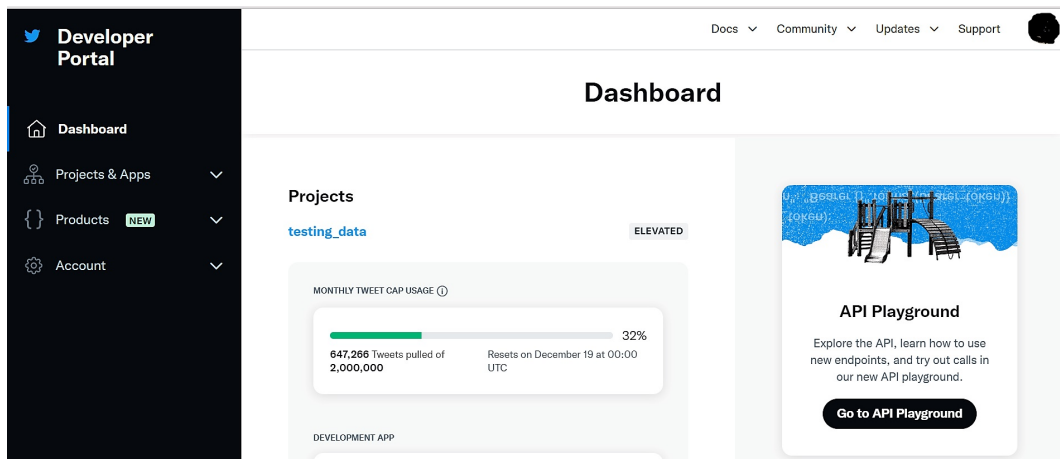 Developer
Portal
Docs
Community
Updates
Support
Dashboard
Projects & Apps
Products NEW
Account
Dashboard
Projects
testing_data
ELEVATED
MONTHLY TWEET CAP USAGE
32%
647,266 Tweets pulled of
2,000,000
Resets on December 19 at 00:00
UTC
DEVELOPMENT APP
API Playground
Explore the API, learn how to use
new endpoints, and try out calls in
our new API playground.
Go to API Playground